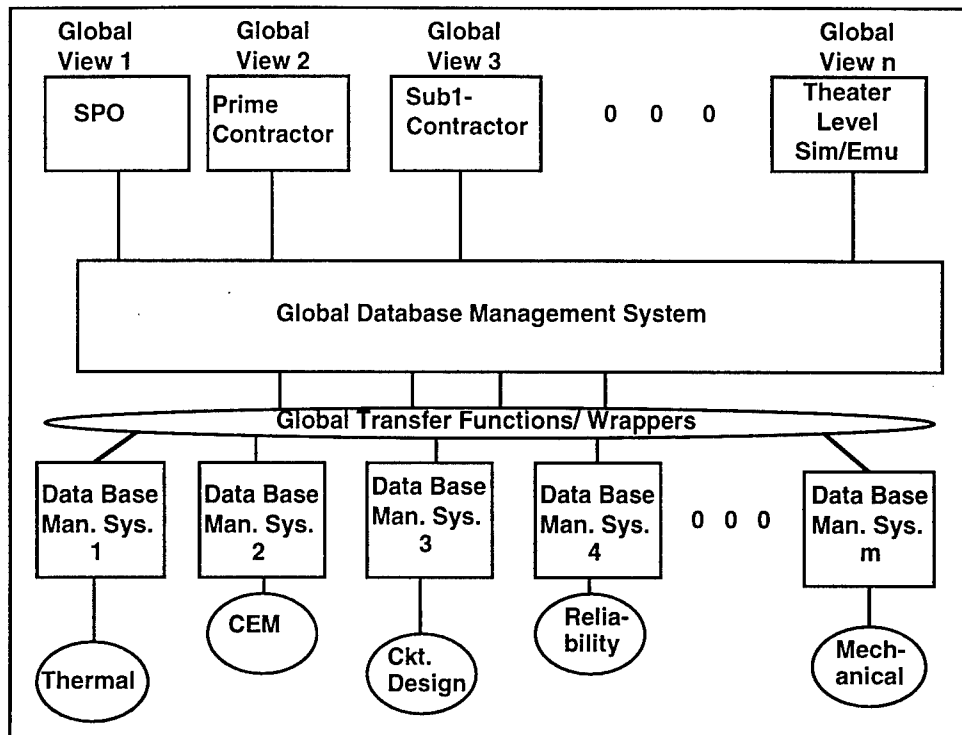 Global
View 1
Global
View 2
Global
View 3
Global
View n
SPO
Prime
Contractor
Sub1-
Contractor
0 0 0
Theater
Level
Sim/Emu
Global Database Management System
Global Transfer Functions/ Wrappers
Data Base
Man. Sys.
1
Data Base
Man. Sys.
2
Data Base
Man. Sys.
3
Data Base
Man. Sys.
4
0 0 0
Data Base
Man. Sys.
m
Thermal
CEM
Ckt.
Design
Relia-
bility
Mech-
anical